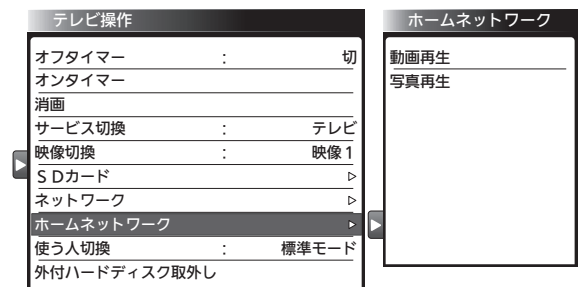 テレビ操作
オフタイマー : 切
オンタイマー
消画
サービス切換 : テレビ
映像切換 : 映像1
SDカード ▷
ネットワーク ▷
ホームネットワーク ▷
使う人切換 : 標準モード
外付ハードディスク取外し
ホームネットワーク
動画再生
写真再生